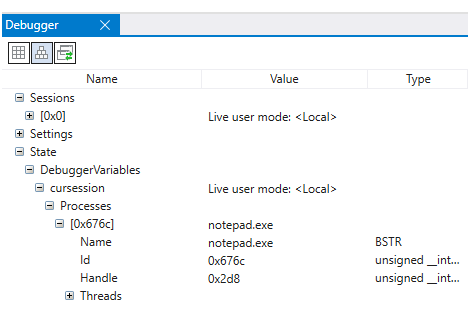 Debugger
Name Value Type
Sessions
[0x0] Live user mode: <Local>
Settings
State
DebuggerVariables
cursession Live user mode: <Local>
Processes
[0x676c] notepad.exe
Name notepad.exe BSTR
Id 0x676c unsigned __int...
Handle 0x2d8 unsigned __int...
Threads